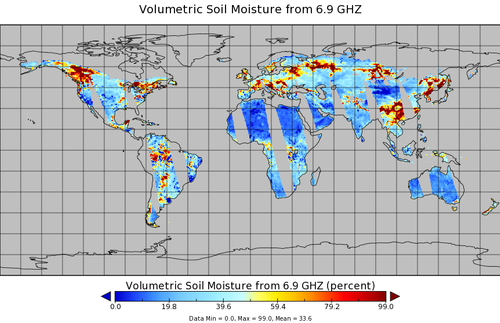 Volumetric Soil Moisture from 6.9 GHZ
Volumetric Soil Moisture from 6.9 GHZ (percent)
0.0 19.8 39.6 59.4 79.2 99.0
Data Min = 0.0, Max = 99.0, Mean = 33.6